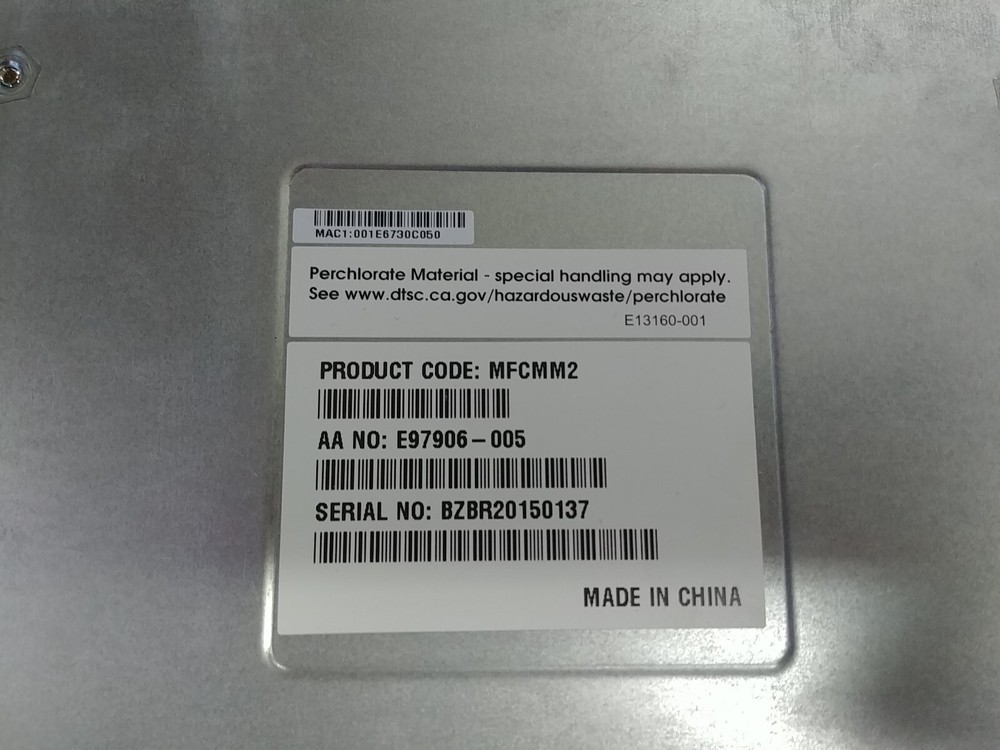 MAC1:001E6730C050
Perchlorate Material - special handling may apply.
See www.dtsc.ca.gov/hazardouswaste/perchlorate
E13160-001
PRODUCT CODE: MFCMM2
AA NO: E97906-005
SERIAL NO: BZBR20150137
MADE IN CHINA